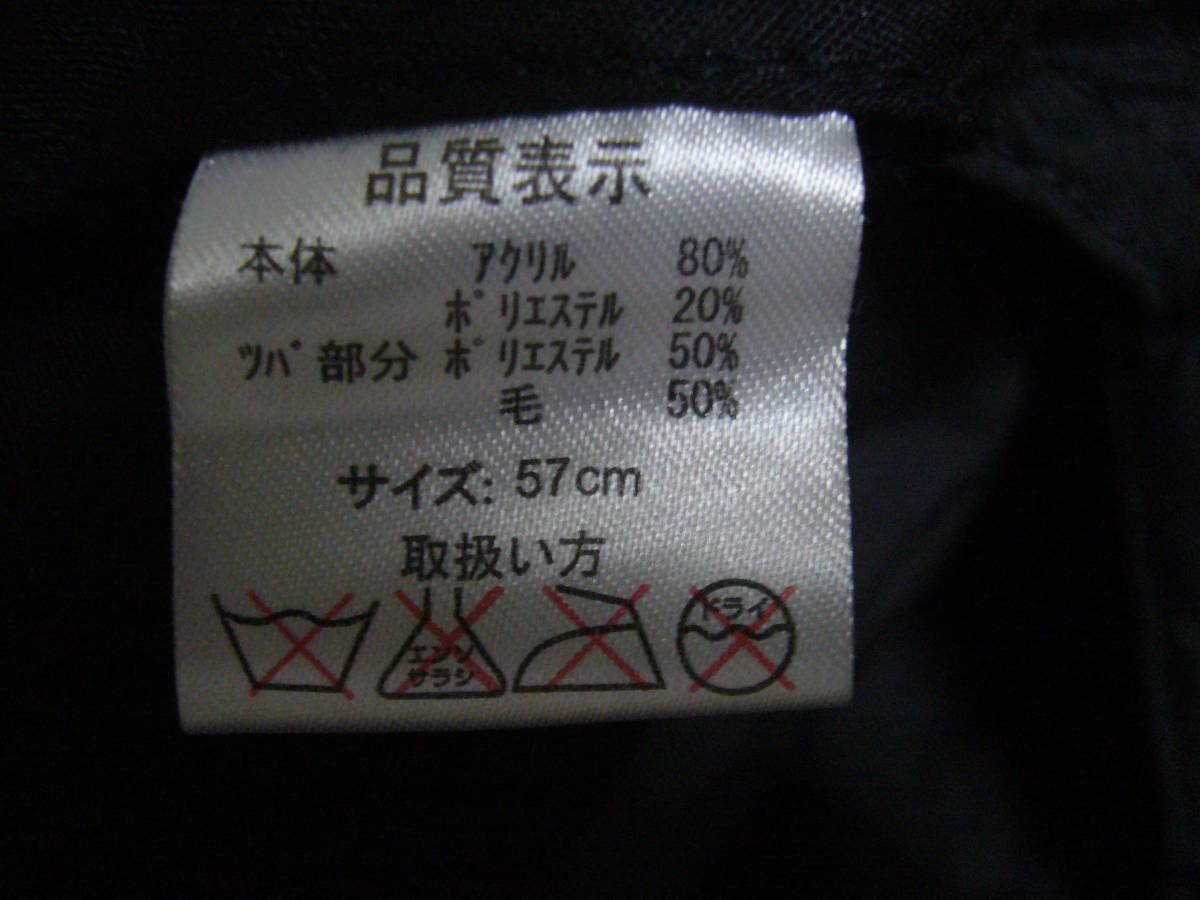 品質表示
本体 アクリル 80%
ポリエステル 20%
ツバ部分 ポリエステル 50%
毛 50%
サイズ: 57cm
取扱い方
エンソ
サラシ
ドライ